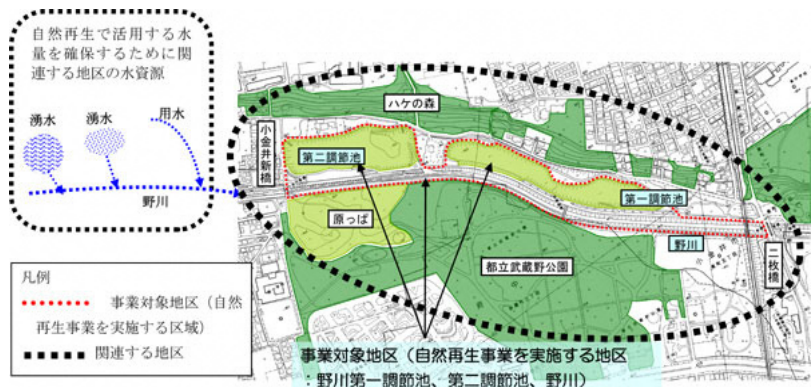 自然再生で活用する水
量を確保するために関
連する地区の水資源
湧水
湧水
用水
野川
小金井新橋
ハケの森
第二調節池
第一調節池
原っぱ
都立武蔵野公園
野川
二枚橋
凡例
事業対象地区（自然
再生事業を実施する区域）
関連する地区
事業対象地区（自然再生事業を実施する地区
：野川第一調節池、第二調節池、野川）